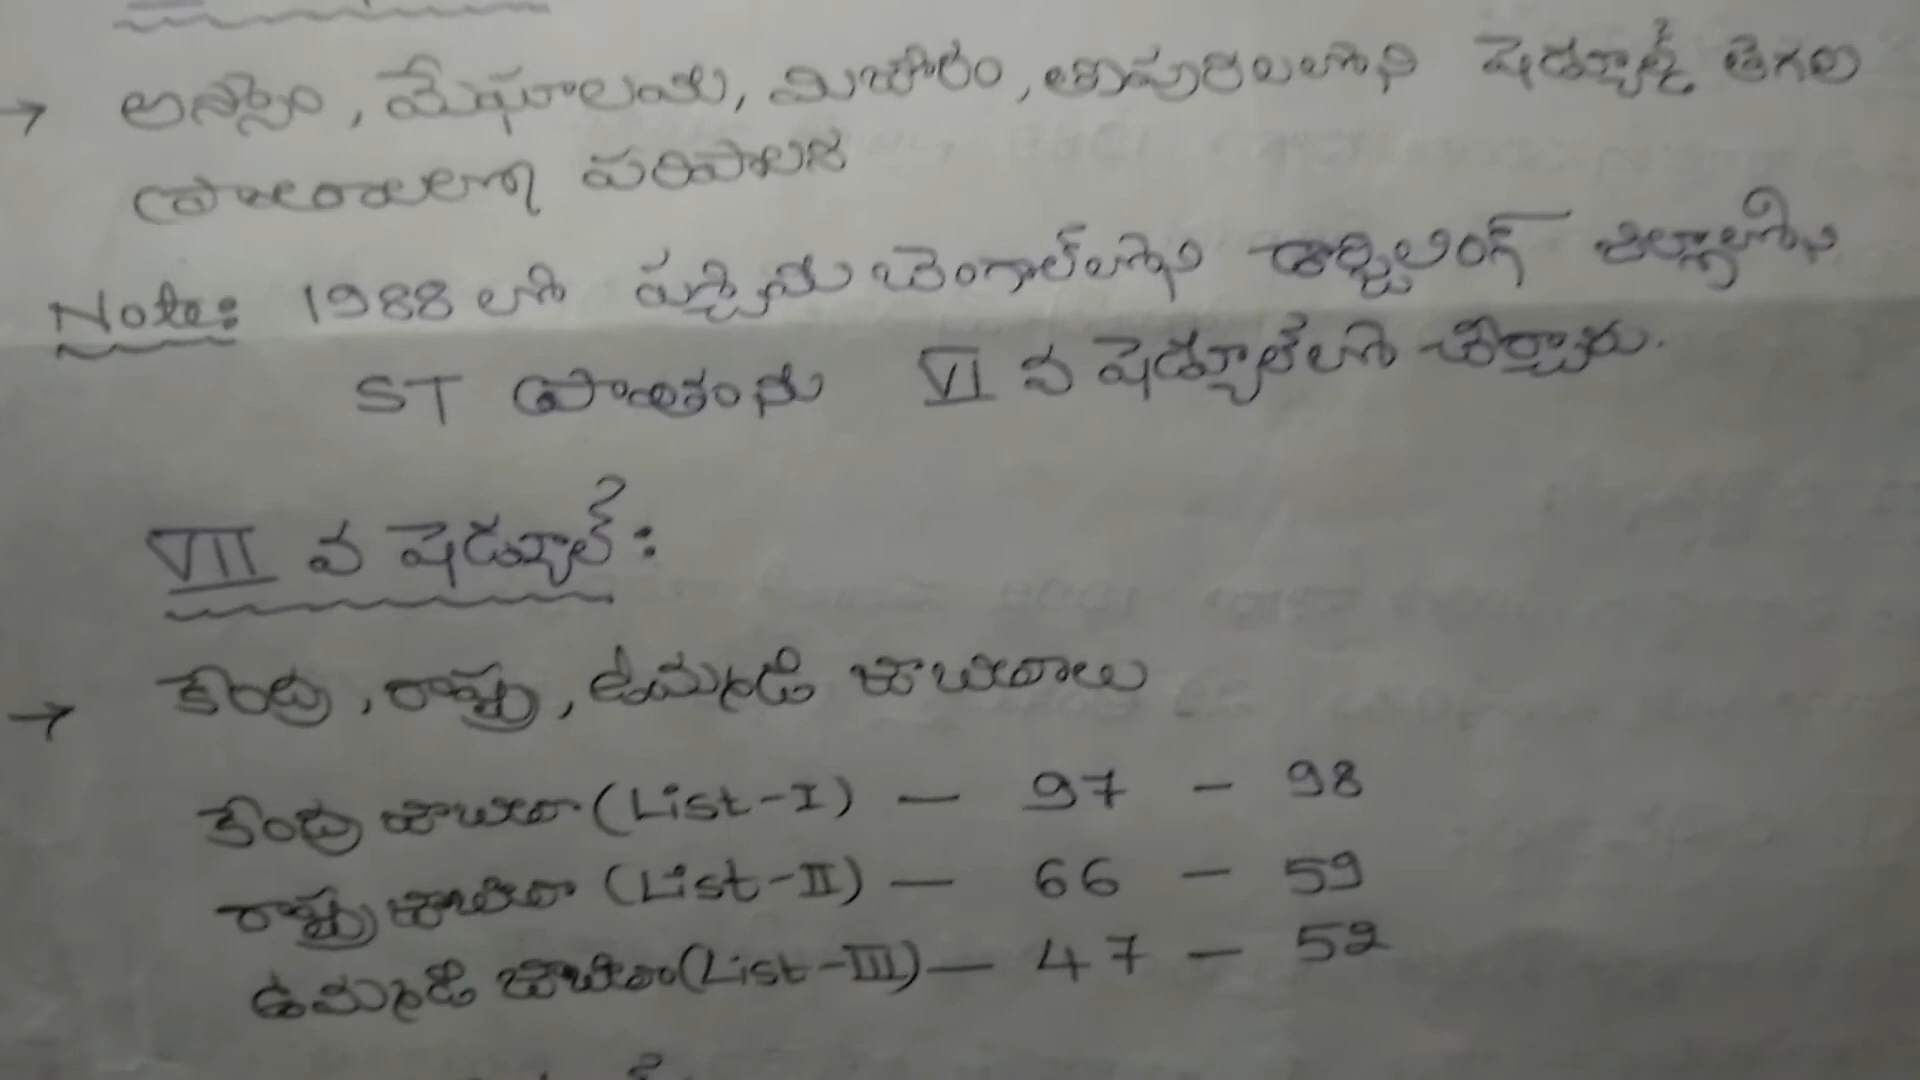 → అస్సాం, మేఘాలయ, మిజోరం, త్రిపురలలోని షెడ్యూల్డ్ తెగల
ప్రాంతాలలో పరిపాలన
Note: 1988 లో పశ్చిమ బెంగాల్‌లోని డార్జిలింగ్ జిల్లాలోని
ST ప్రాంతంను VI వ షెడ్యూల్‌లో చేర్చారు.
VII వ షెడ్యూల్:
→ కేంద్ర, రాష్ట్ర, ఉమ్మడి జాబితాలు
కేంద్ర జాబితా (List-I) — 97 - 98
రాష్ట్ర జాబితా (List-II) — 66 - 59
ఉమ్మడి జాబితా (List-III) — 47 - 52